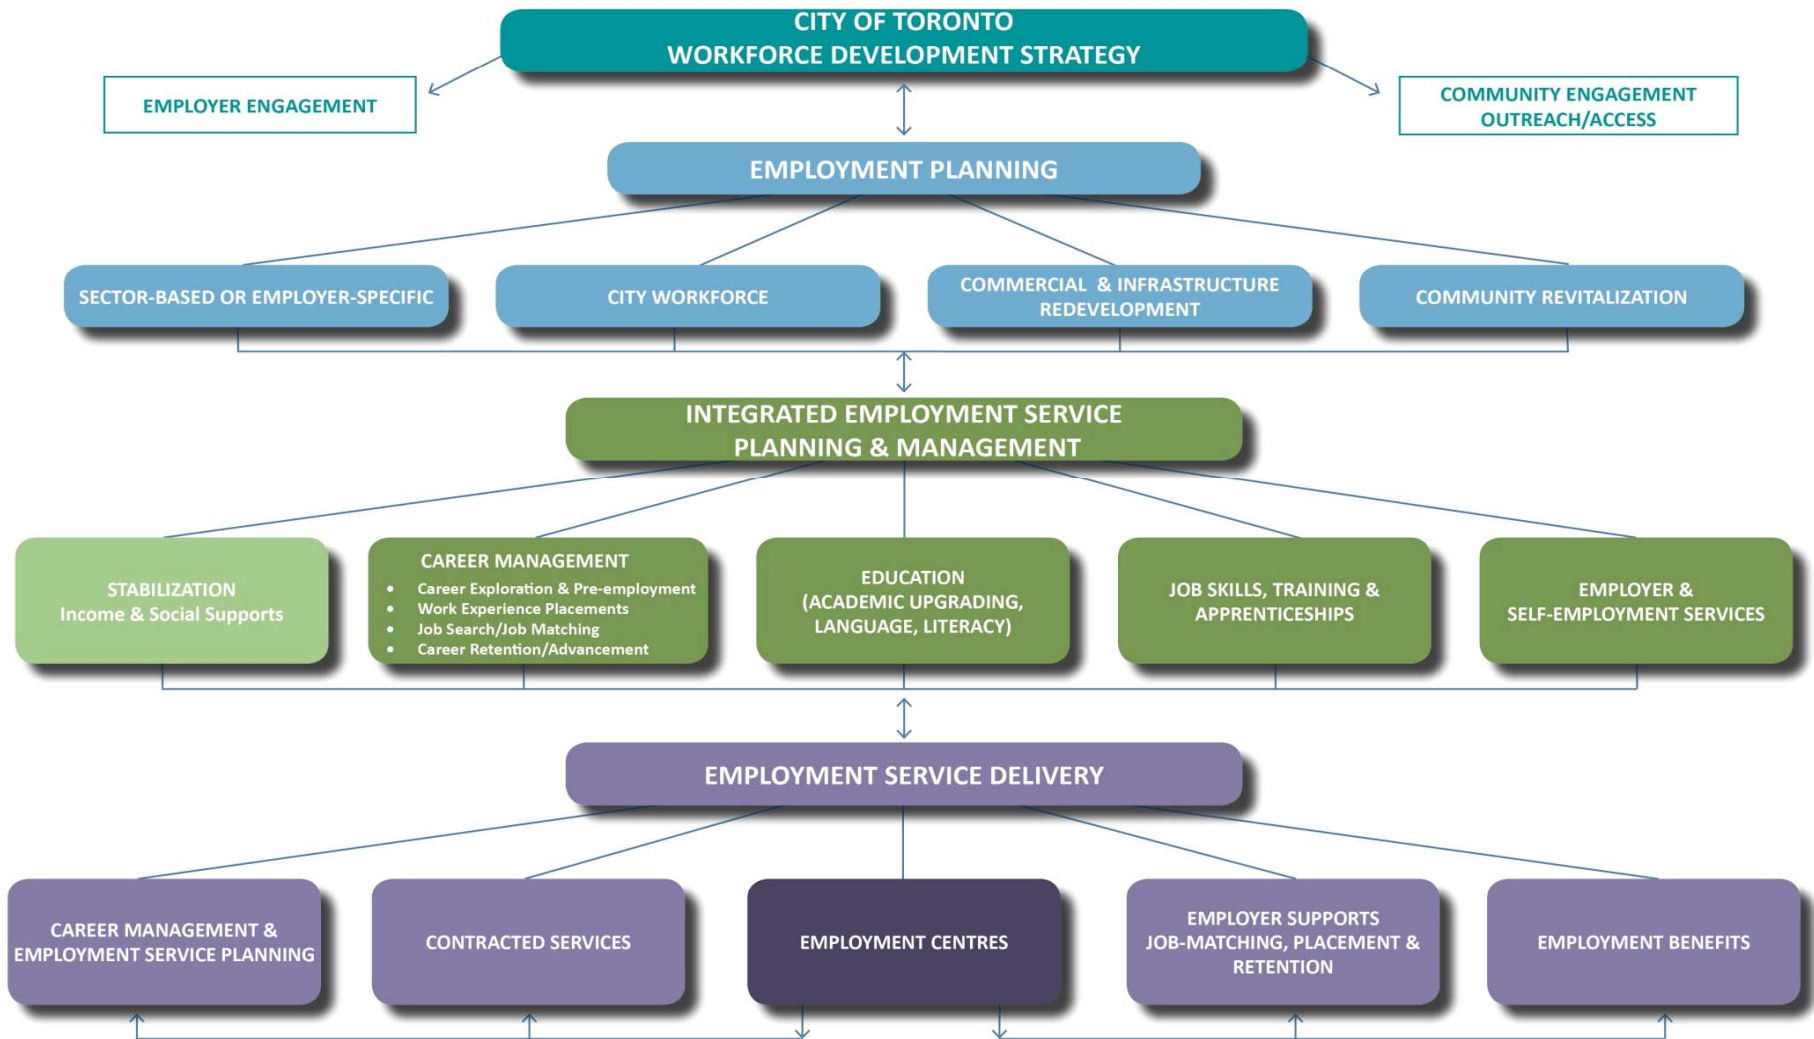 CITY OF TORONTO
WORKFORCE DEVELOPMENT STRATEGY
EMPLOYER ENGAGEMENT
COMMUNITY ENGAGEMENT
OUTREACH/ACCESS
EMPLOYMENT PLANNING
SECTOR-BASED OR EMPLOYER-SPECIFIC
CITY WORKFORCE
COMMERCIAL & INFRASTRUCTURE
REDEVELOPMENT
COMMUNITY REVITALIZATION
INTEGRATED EMPLOYMENT SERVICE
PLANNING & MANAGEMENT
STABILIZATION
Income & Social Supports
CAREER MANAGEMENT
• Career Exploration & Pre-employment
• Work Experience Placements
• Job Search/Job Matching
• Career Retention/Advancement
EDUCATION
(ACADEMIC UPGRADING,
LANGUAGE, LITERACY)
JOB SKILLS, TRAINING &
APPRENTICESHIPS
EMPLOYER &
SELF-EMPLOYMENT SERVICES
EMPLOYMENT SERVICE DELIVERY
CAREER MANAGEMENT &
EMPLOYMENT SERVICE PLANNING
CONTRACTED SERVICES
EMPLOYMENT CENTRES
EMPLOYER SUPPORTS
JOB-MATCHING, PLACEMENT &
RETENTION
EMPLOYMENT BENEFITS